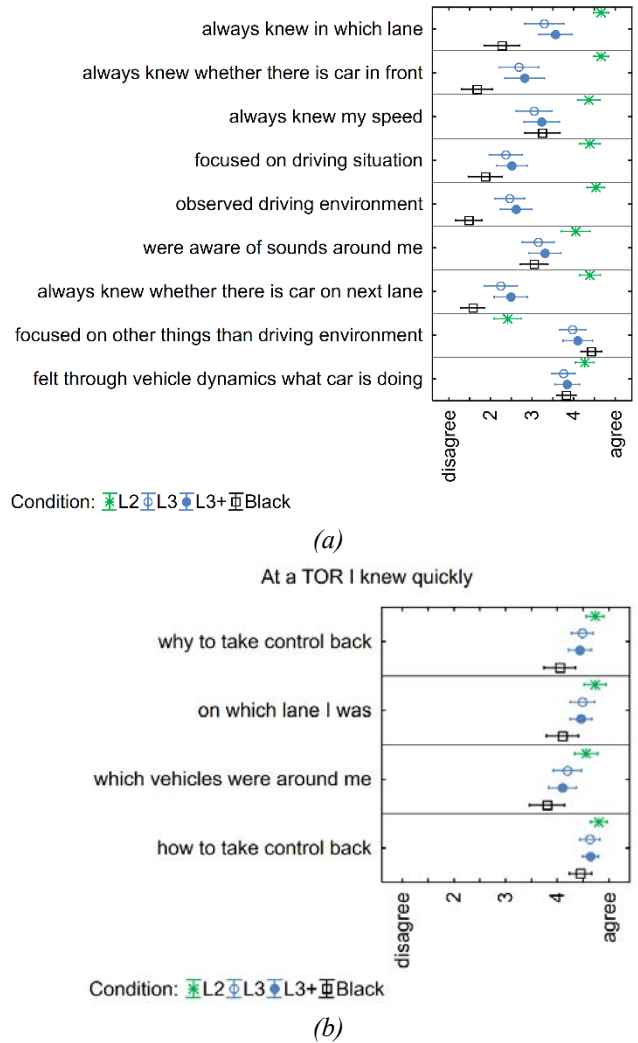 always knew in which lane
always knew whether there is car in front
always knew my speed
focused on driving situation
observed driving environment
were aware of sounds around me
always knew whether there is car on next lane
focused on other things than driving environment
felt through vehicle dynamics what car is doing
disagree 2 3 4 agree
Condition: L2 L3 L3+ Black
(a)
At a TOR I knew quickly
why to take control back
on which lane I was
which vehicles were around me
how to take control back
disagree 2 3 4 agree
Condition: L2 L3 L3+ Black
(b)